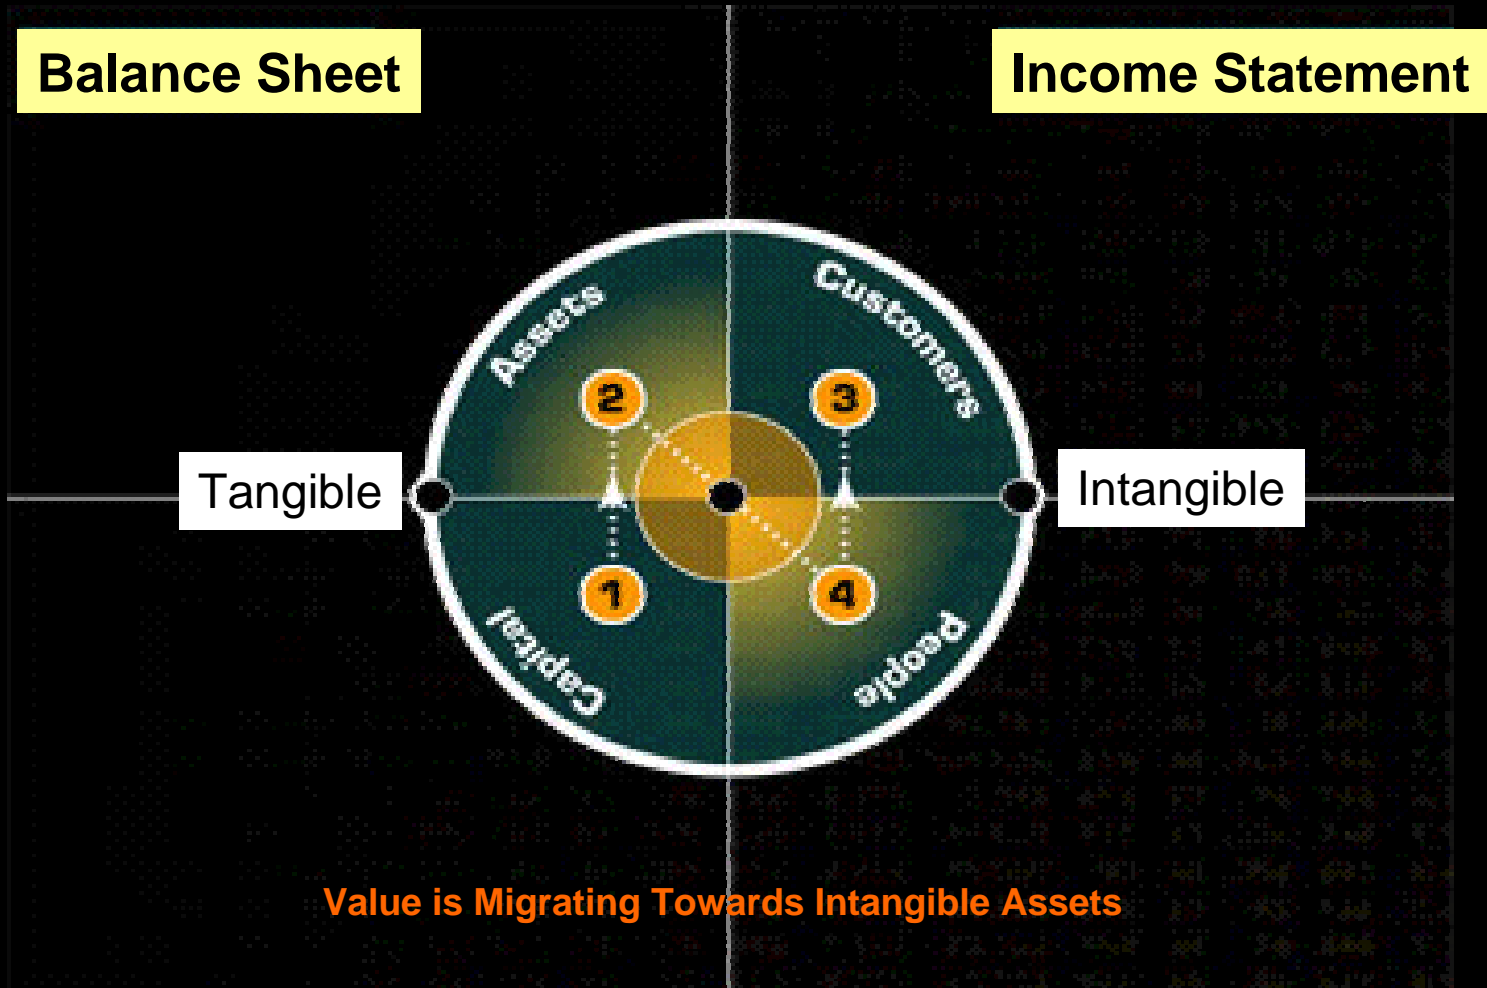 Balance Sheet
Income Statement
Assets
Customers
2
3
Tangible
Intangible
1
4
Capital
People
Value is Migrating Towards Intangible Assets